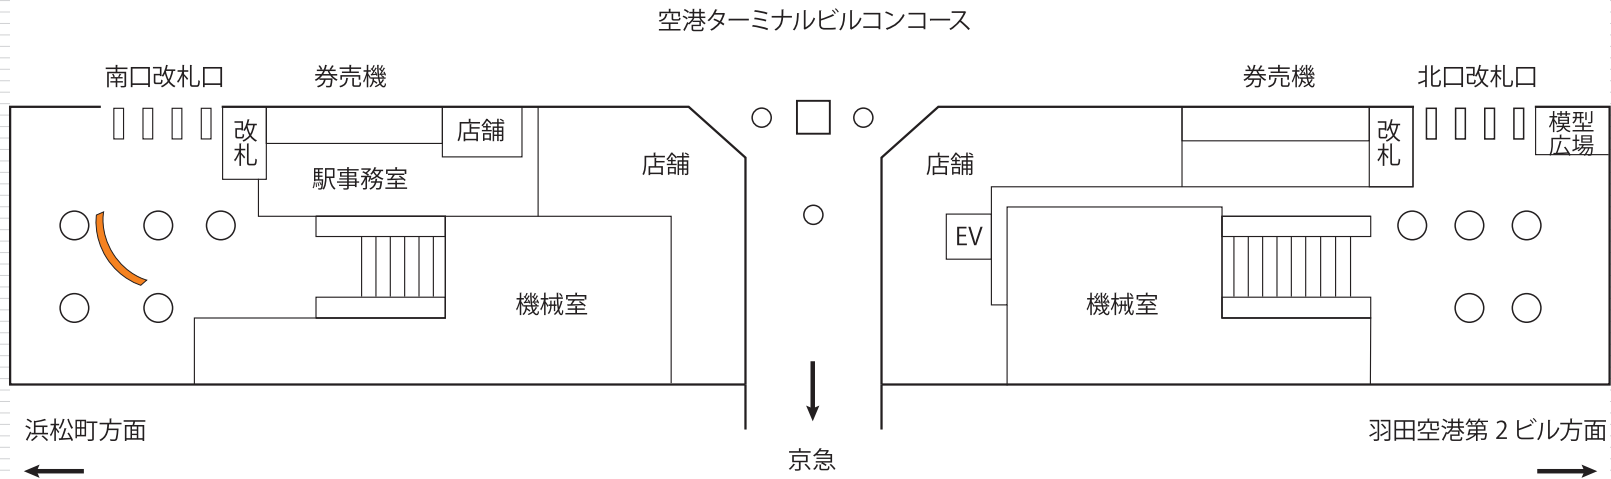 空港ターミナルビルコンコース
南口改札口
券売機
券売機
北口改札口
改札
店舗
店舗
店舗
改札
模型
広場
駅事務室
EV
機械室
機械室
浜松町方面
羽田空港第 2 ビル方面
京急